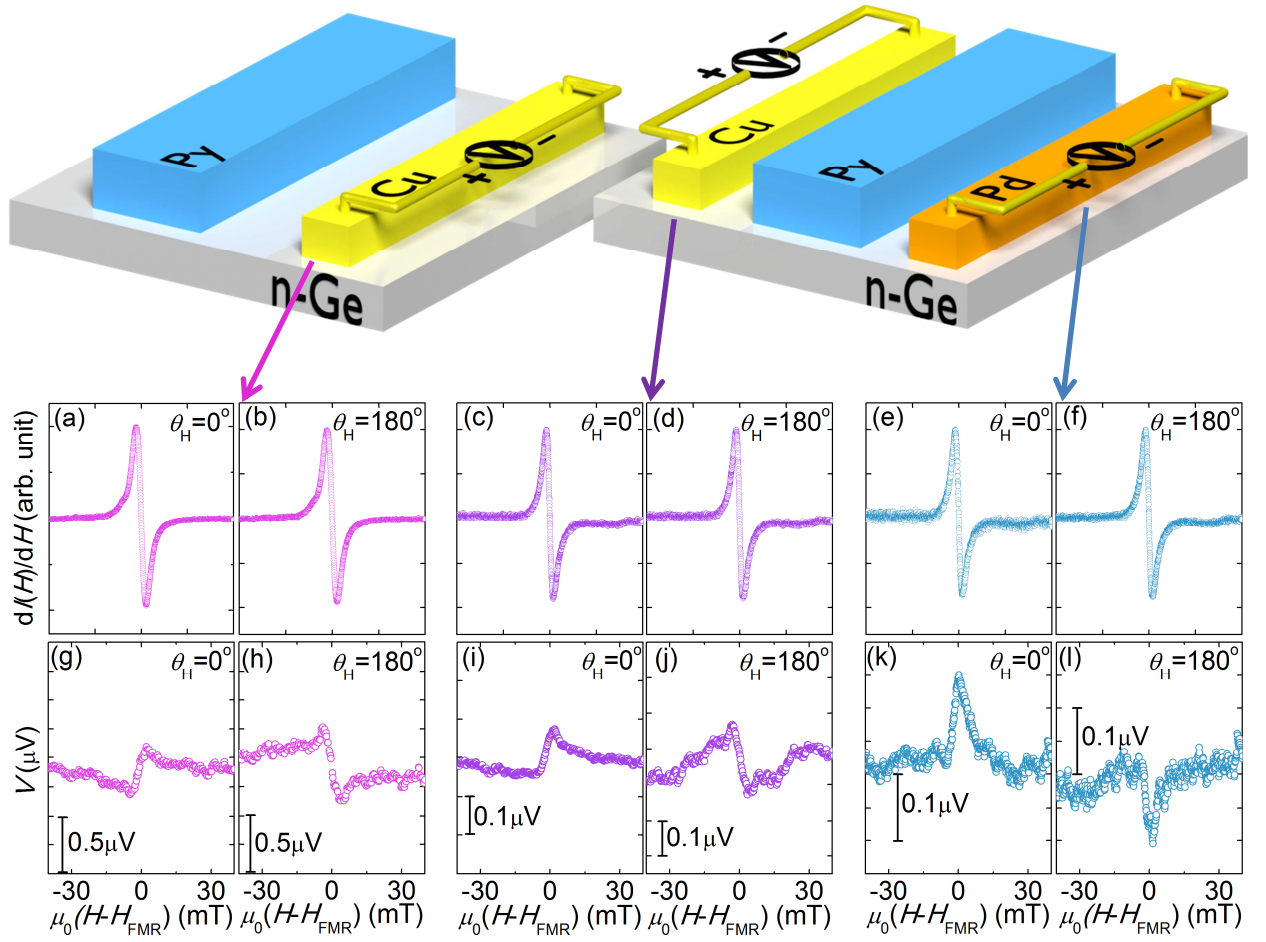 Py
Cu
+ V -
n-Ge
Cu
+ V -
Py
Pd
+ V -
n-Ge
dI(H)/dH (arb. unit)
(a) θH=0°
(b) θH=180°
(c) θH=0°
(d) θH=180°
(e) θH=0°
(f) θH=180°
V (μV)
(g) θH=0°
0.5μV
(h) θH=180°
0.5μV
(i) θH=0°
0.1μV
(j) θH=180°
0.1μV
(k) θH=0°
0.1μV
(l) θH=180°
0.1μV
-30 0 30
-30 0 30
-30 0 30
-30 0 30
-30 0 30
-30 0 30
μ0(H-HFMR) (mT)
μ0(H-HFMR) (mT)
μ0(H-HFMR) (mT)
μ0(H-HFMR) (mT)
μ0(H-HFMR) (mT)
μ0(H-HFMR) (mT)